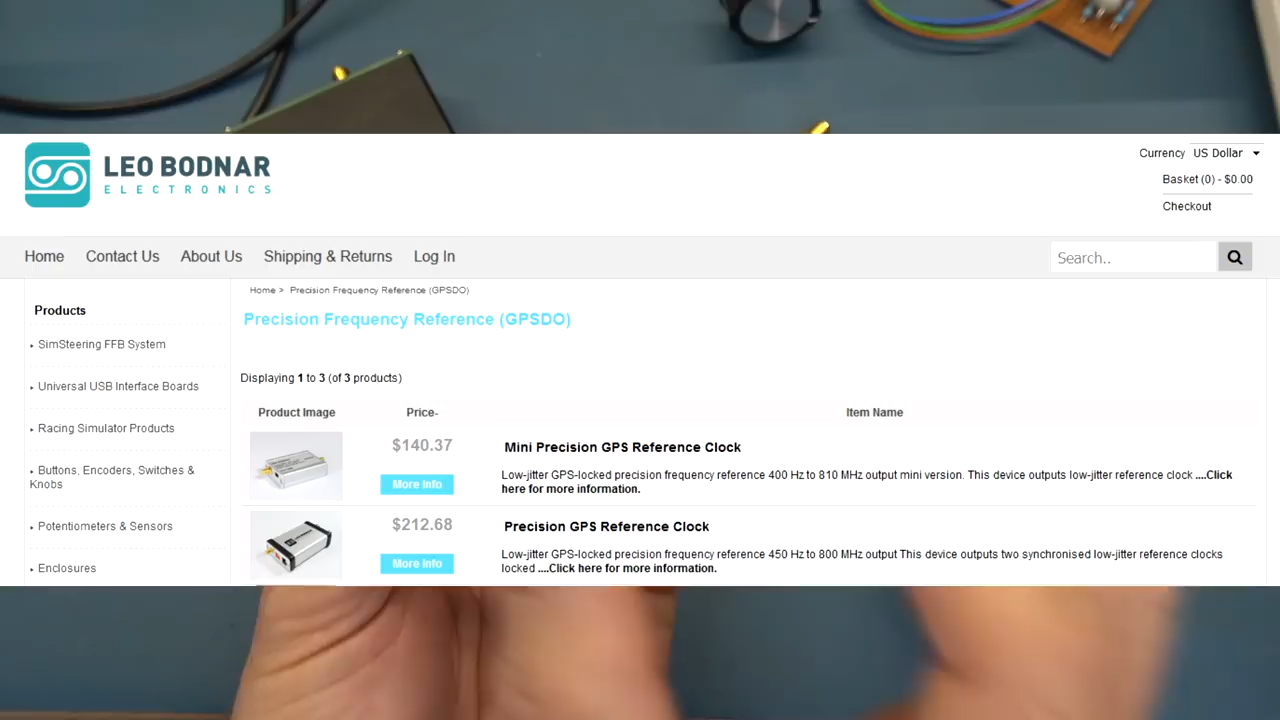 LEO BODNAR
ELECTRONICS
Currency US Dollar
Basket (0) - $0.00
Checkout
Home Contact Us About Us Shipping & Returns Log In
Search..
Home > Precision Frequency Reference (GPSDO)
Products
Precision Frequency Reference (GPSDO)
SimSteering FFB System
Universal USB Interface Boards
Racing Simulator Products
Buttons, Encoders, Switches &
Knobs
Potentiometers & Sensors
Enclosures
Displaying 1 to 3 (of 3 products)
Product Image Price- Item Name
$140.37
More Info
Mini Precision GPS Reference Clock
Low-jitter GPS-locked precision frequency reference 400 Hz to 810 MHz output mini version. This device outputs low-jitter reference clock ....Click
here for more information.
$212.68
More Info
Precision GPS Reference Clock
Low-jitter GPS-locked precision frequency reference 450 Hz to 800 MHz output This device outputs two synchronised low-jitter reference clocks
locked ....Click here for more information.